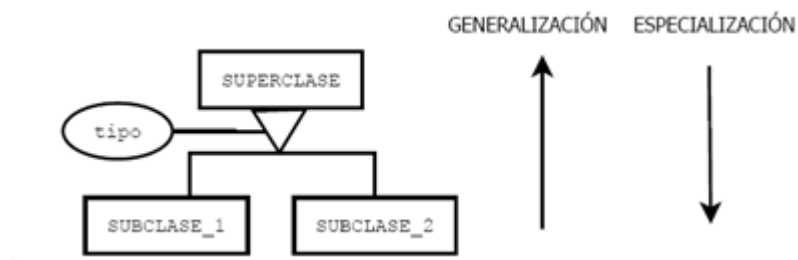 GENERALIZACIÓN ESPECIALIZACIÓN
SUPERCLASE
tipo
SUBCLASE_1 SUBCLASE_2